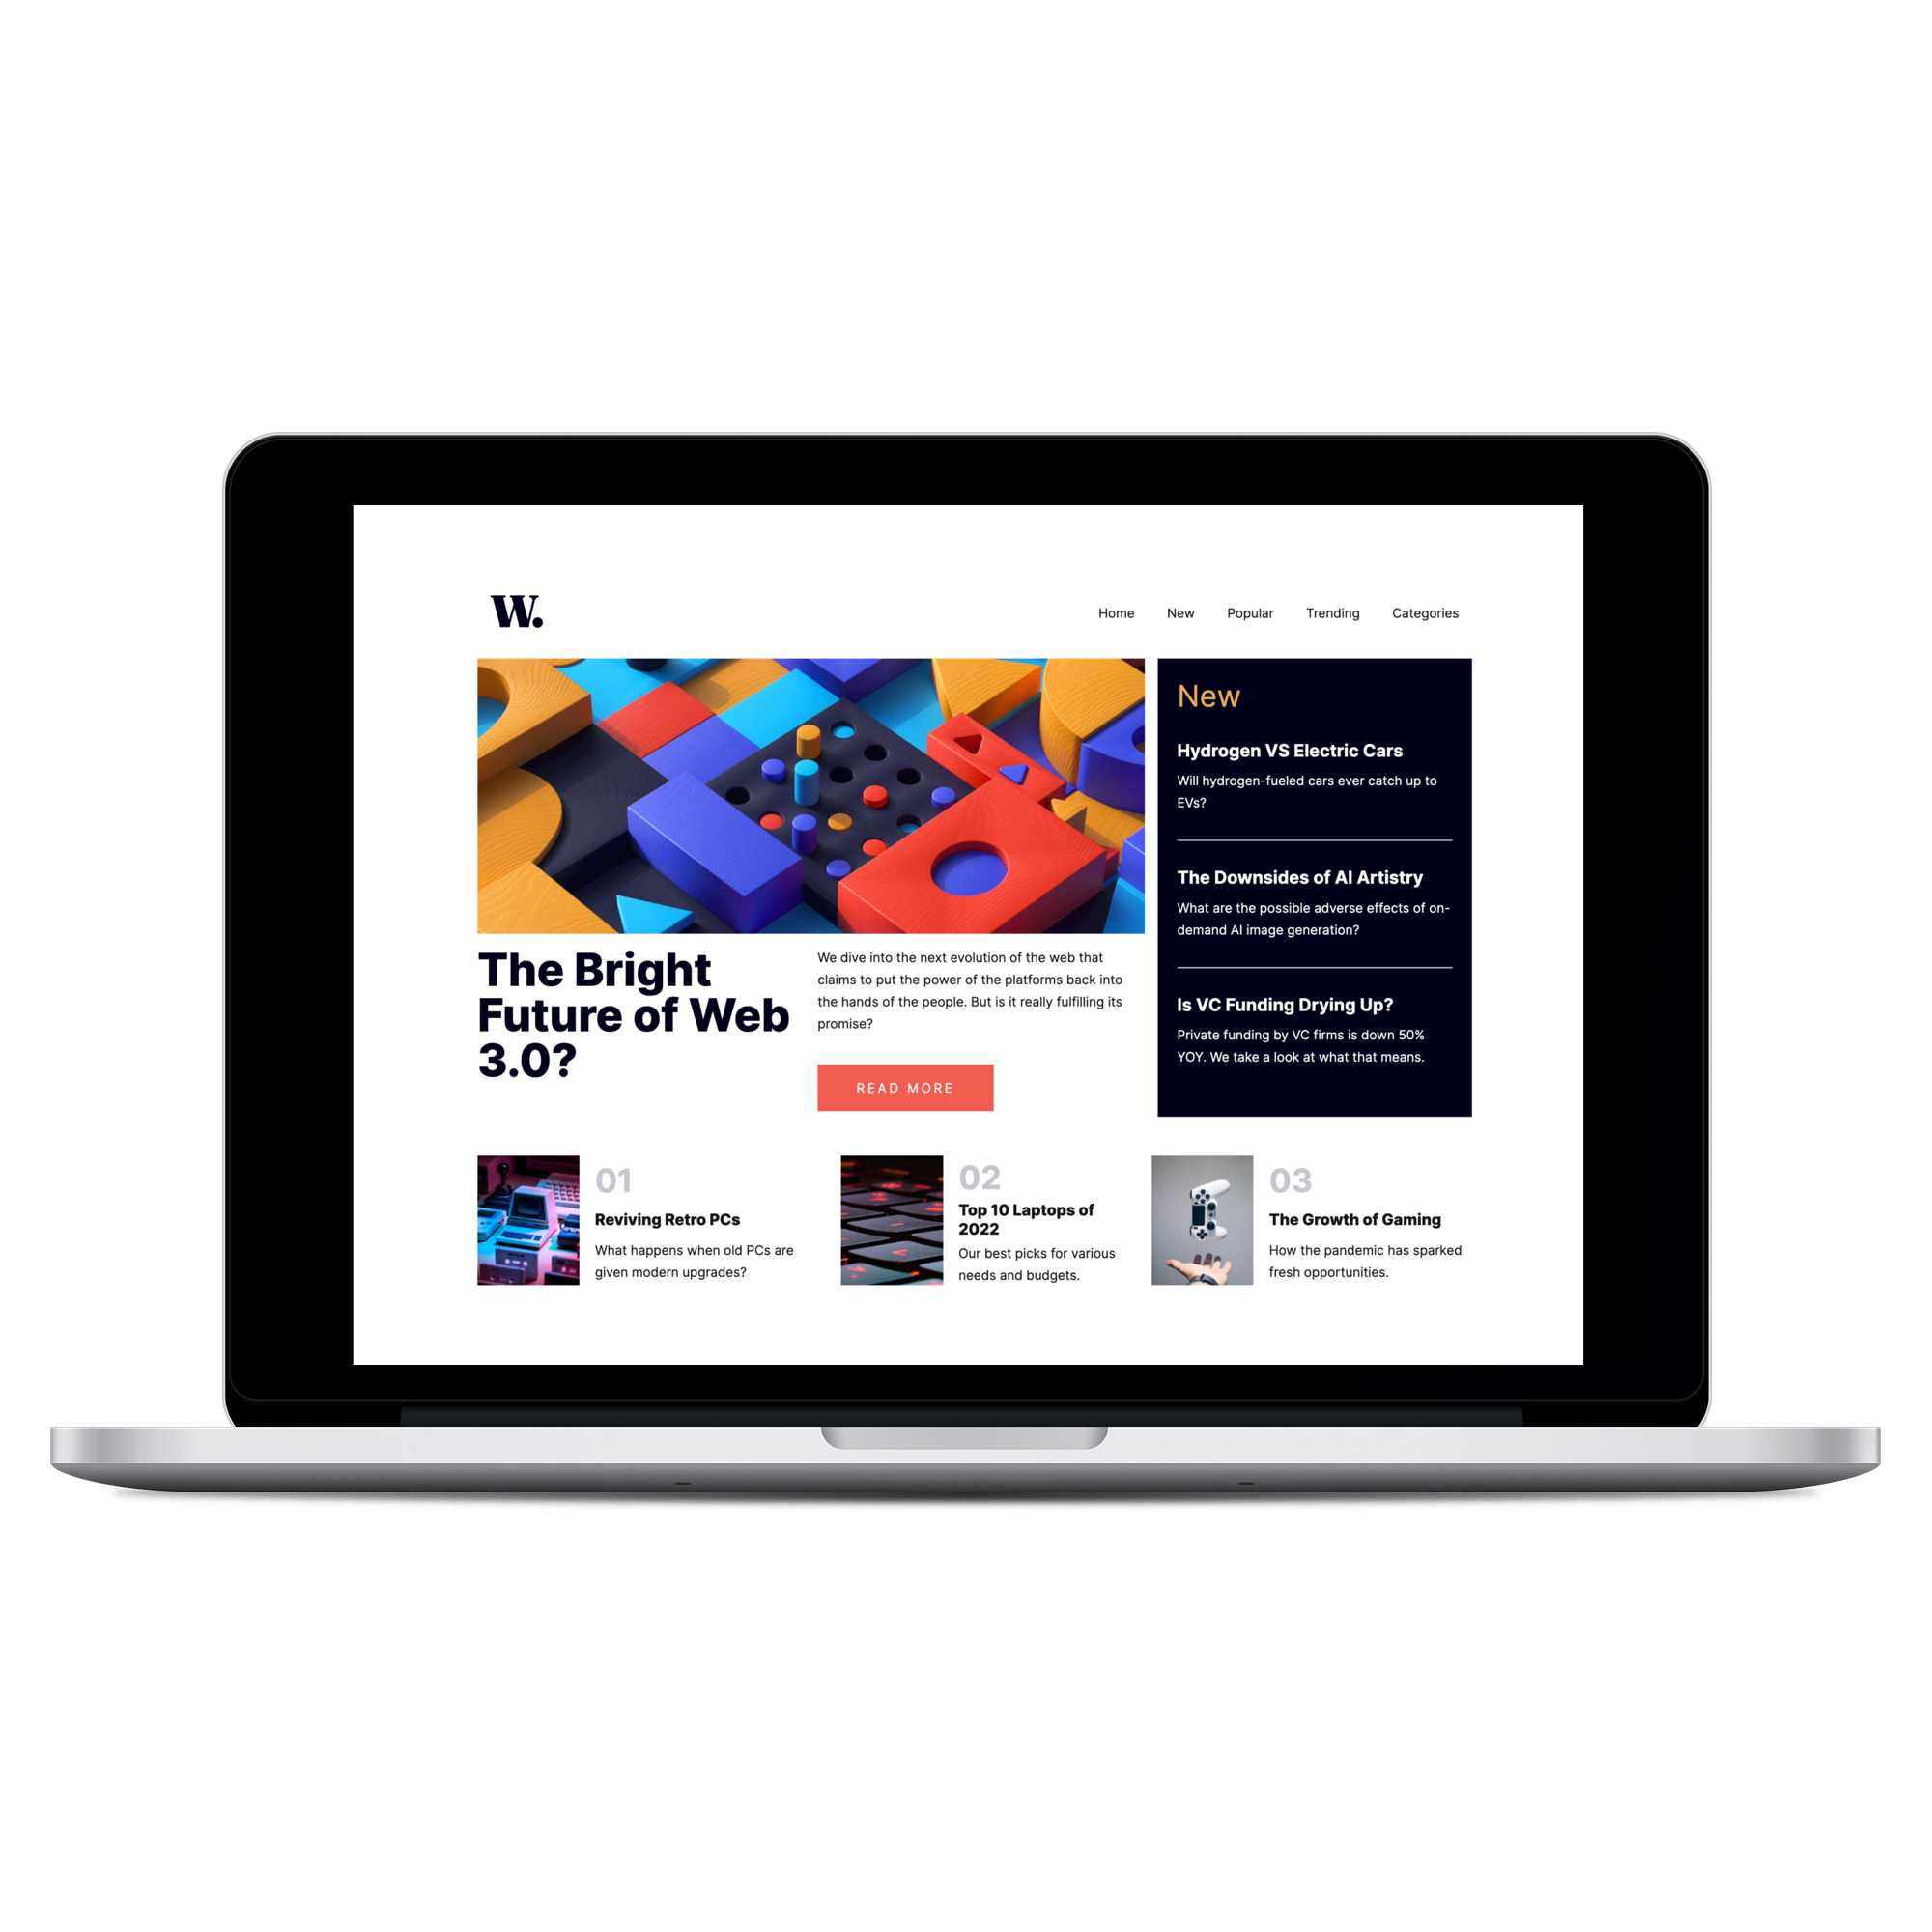 W.
Home New Popular Trending Categories
The Bright
Future of Web
3.0?
We dive into the next evolution of the web that
claims to put the power of the platforms back into
the hands of the people. But is it really fulfilling its
promise?
READ MORE
New
Hydrogen VS Electric Cars
Will hydrogen-fueled cars ever catch up to
EVs?
The Downsides of AI Artistry
What are the possible adverse effects of on-
demand AI image generation?
Is VC Funding Drying Up?
Private funding by VC firms is down 50%
YOY. We take a look at what that means.
01
Reviving Retro PCs
What happens when old PCs are
given modern upgrades?
02
Top 10 Laptops of
2022
Our best picks for various
needs and budgets.
03
The Growth of Gaming
How the pandemic has sparked
fresh opportunities.